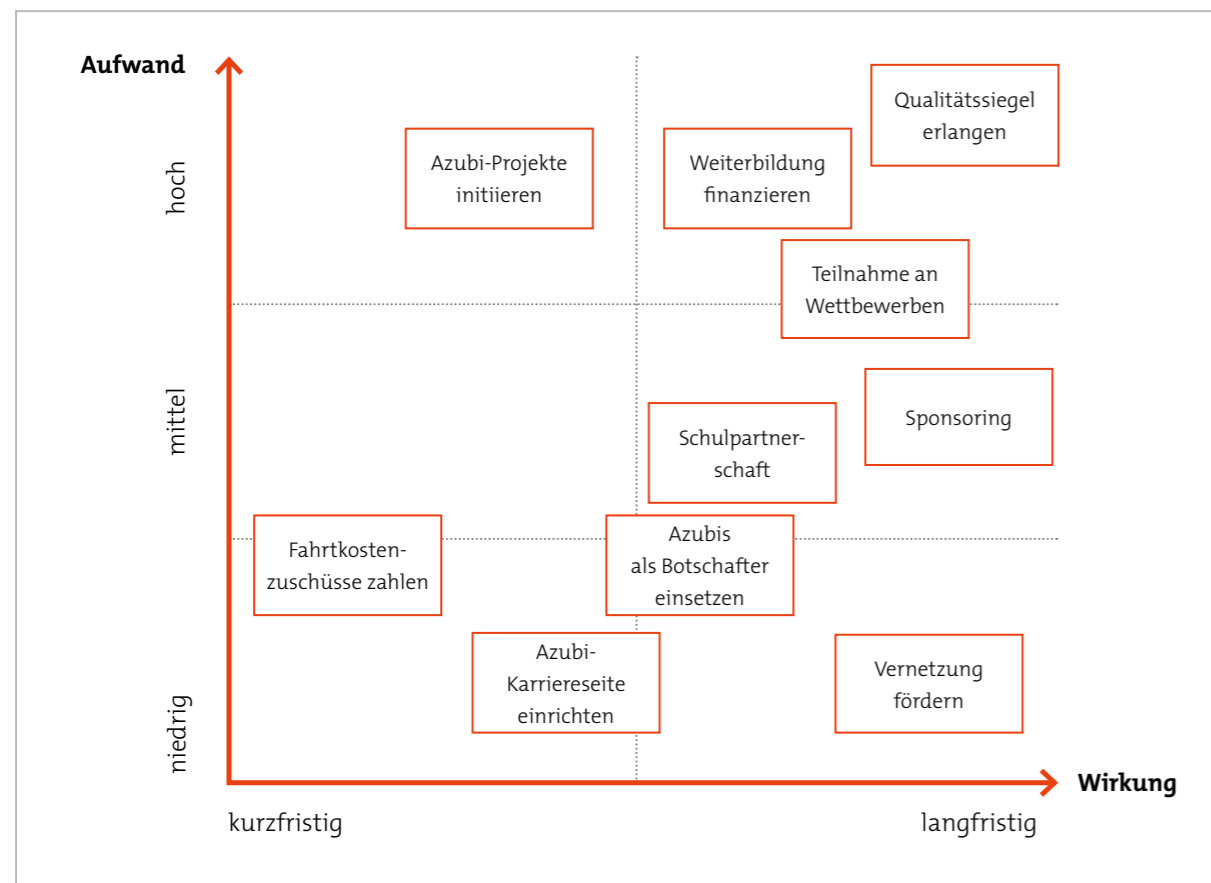 Aufwand
Qualitätssiegel
erlangen
hoch
Azubi-Projekte
initiieren
Weiterbildung
finanzieren
Teilnahme an
Wettbewerben
mittel
Sponsoring
Schulpartner-
schaft
Fahrtkosten-
zuschüsse zahlen
Azubis
als Botschafter
einsetzen
Azubi-
Karriereseite
einrichten
Vernetzung
fördern
niedrig
Wirkung
kurzfristig
langfristig